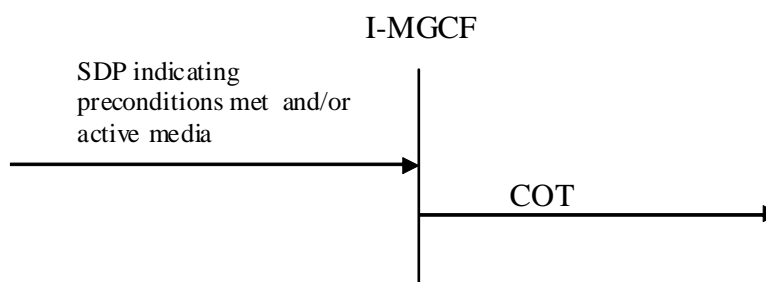 I-MGCF
SDP indicating
preconditions met and/or
active media
COT